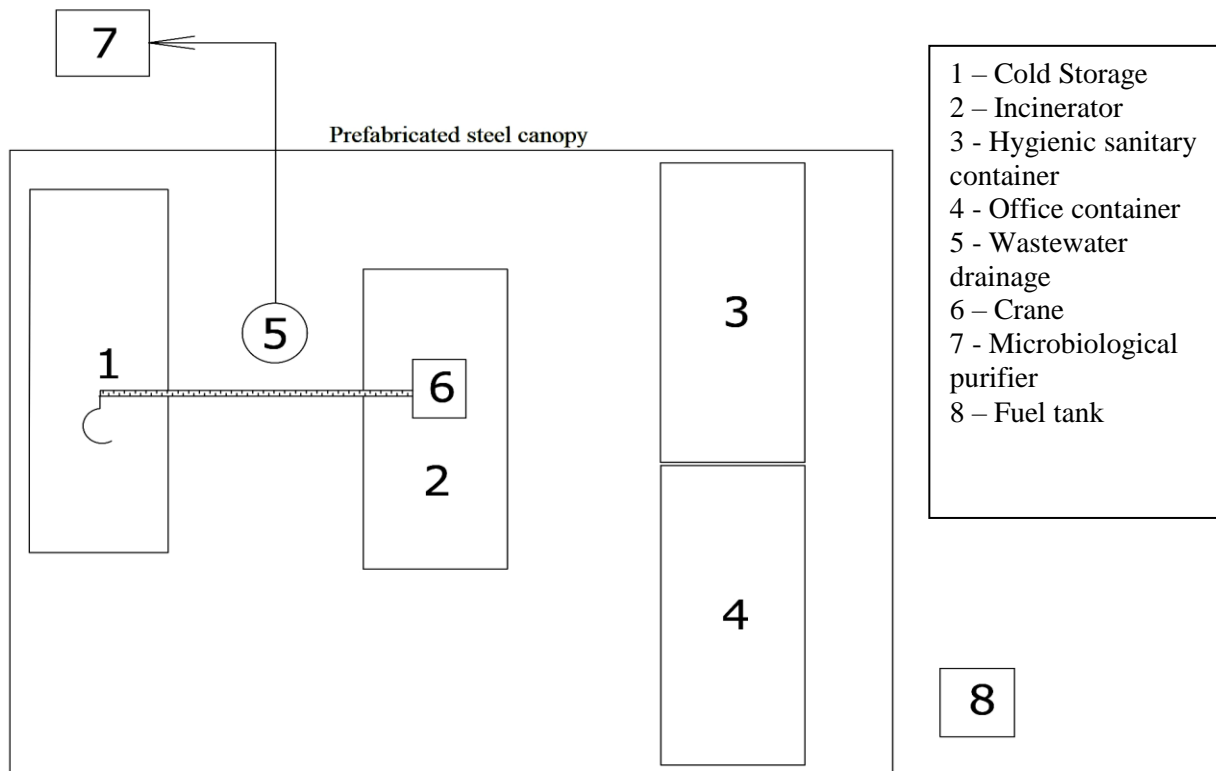 7
Prefabricated steel canopy
1
5
6
2
3
4
8
1 – Cold Storage
2 – Incinerator
3 - Hygienic sanitary
container
4 - Office container
5 - Wastewater
drainage
6 – Crane
7 - Microbiological
purifier
8 – Fuel tank